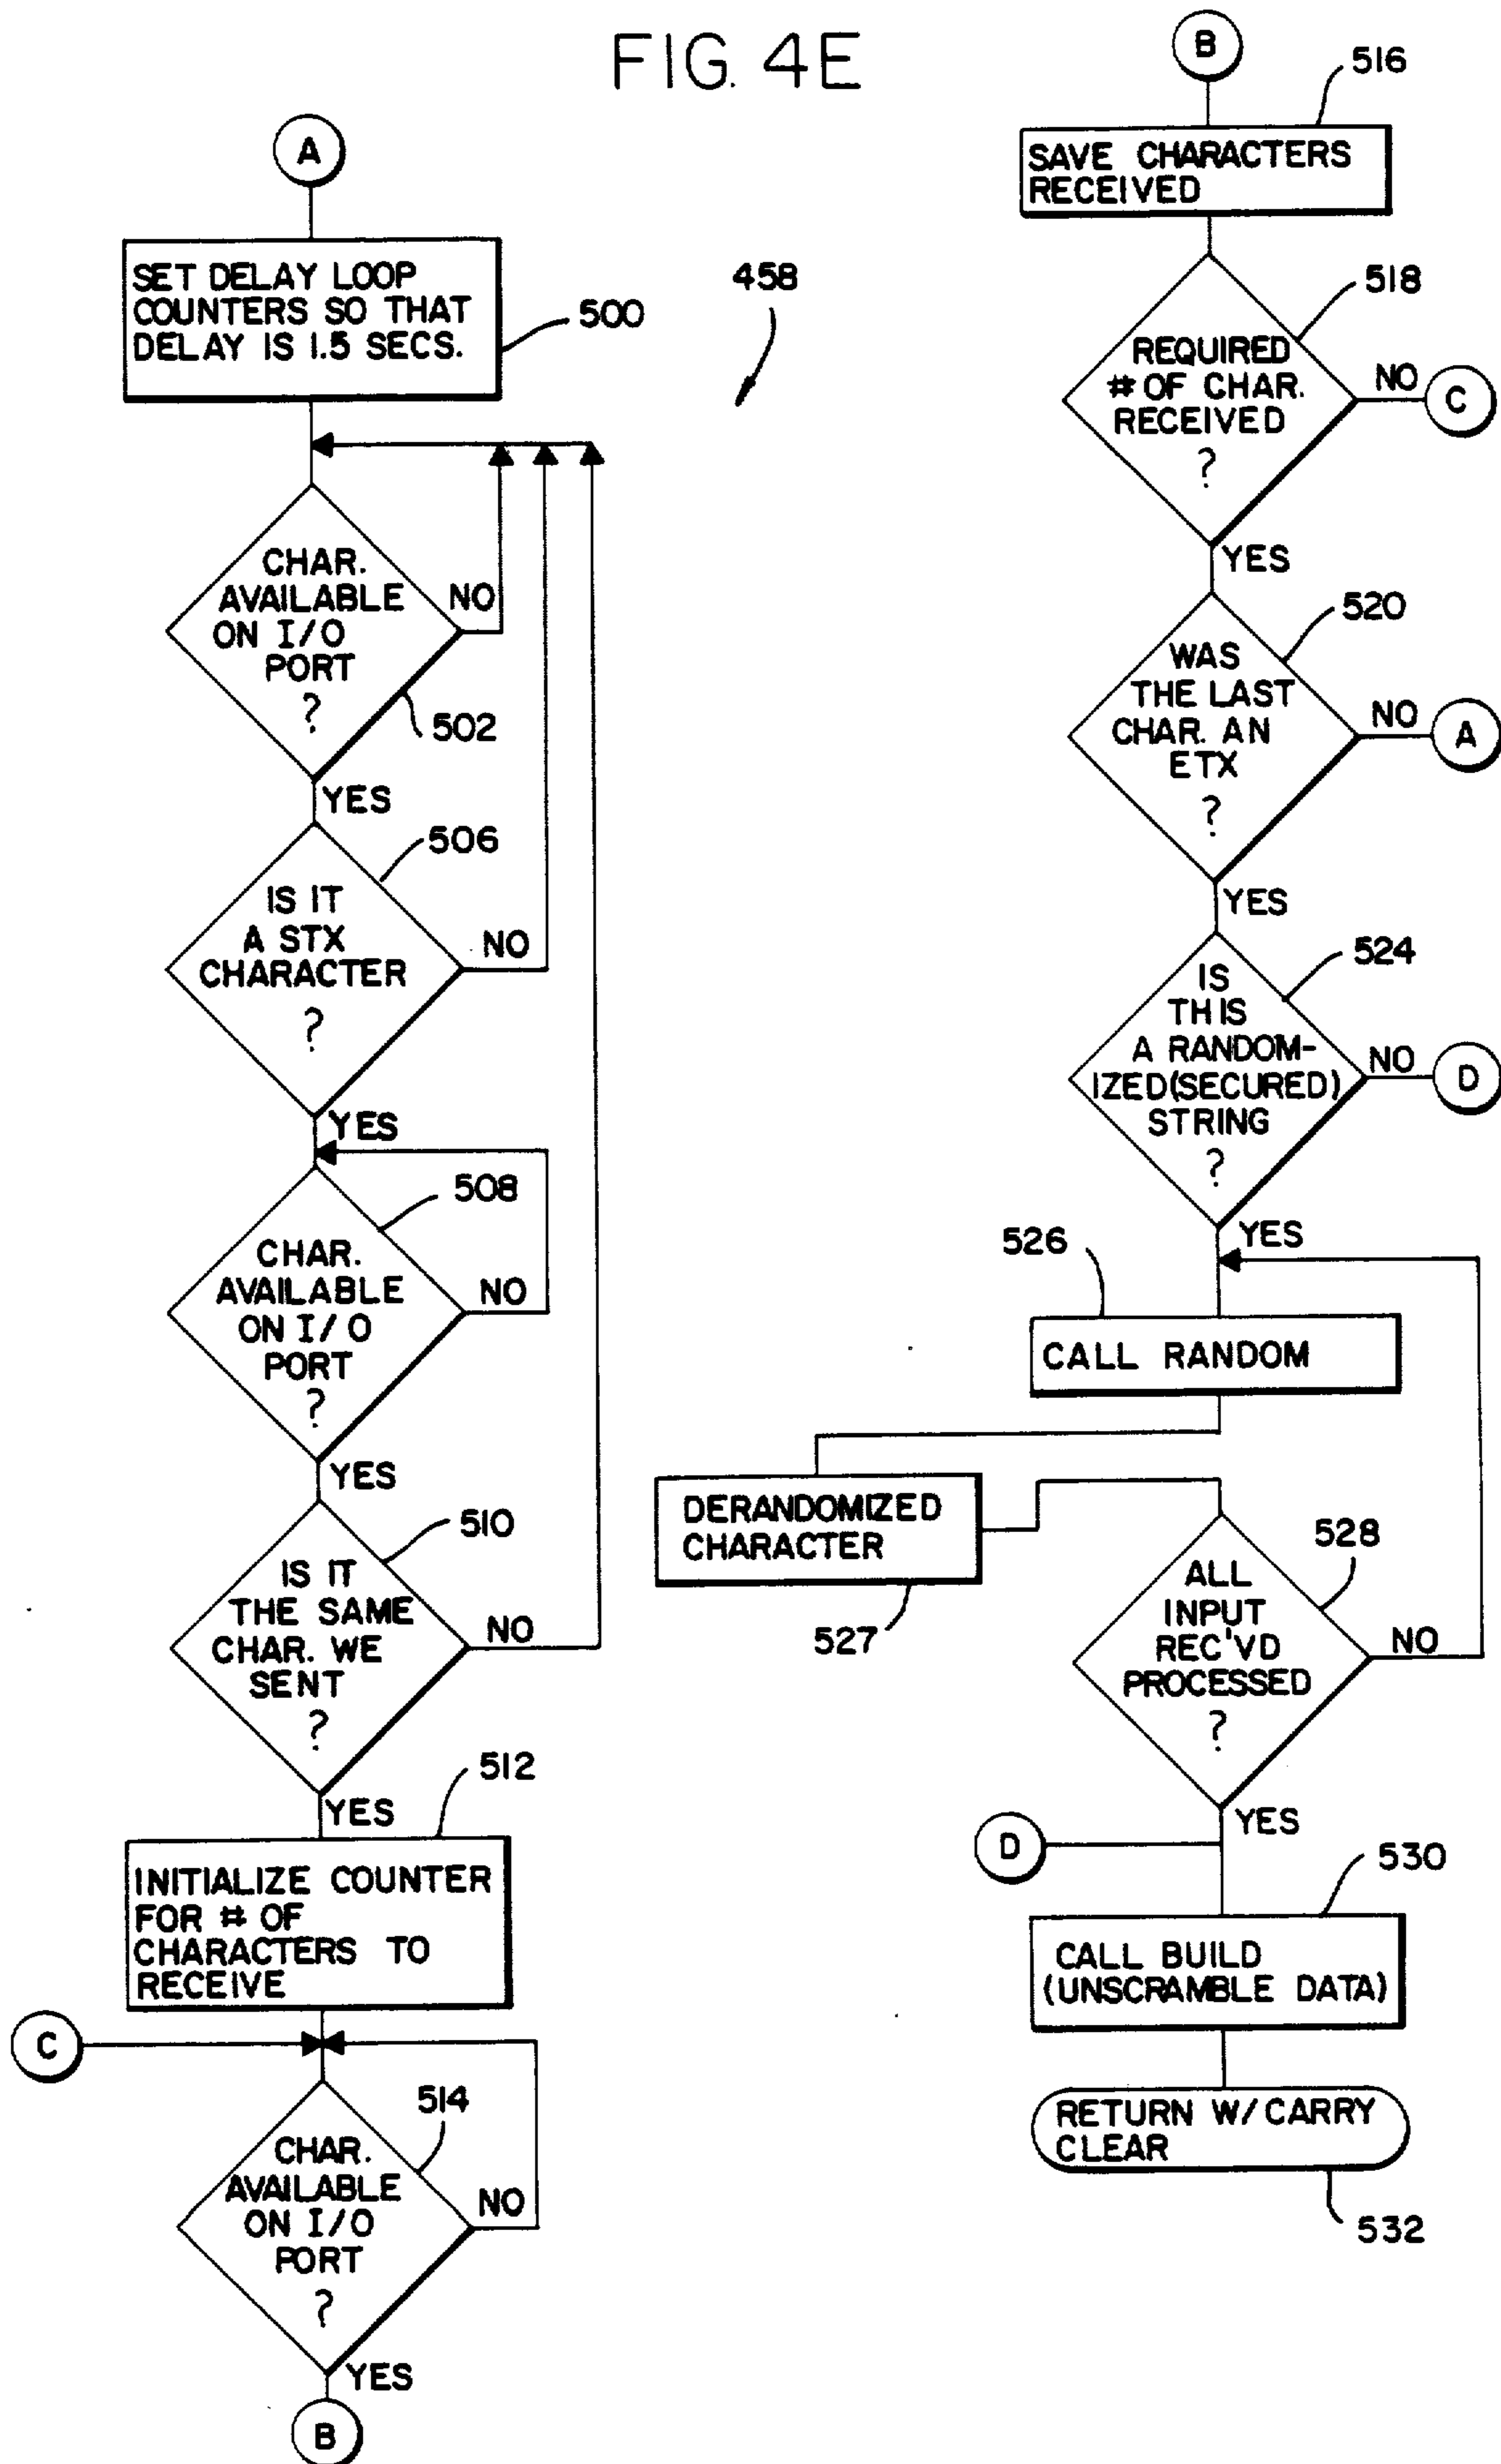 FIG. 4E
A
SET DELAY LOOP
COUNTERS SO THAT
DELAY IS 1.5 SECS.
500
458
CHAR.
AVAILABLE
ON I/O
PORT
?
NO
502
YES
506
IS IT
A STX
CHARACTER
?
NO
YES
508
CHAR.
AVAILABLE
ON I/O
PORT
?
NO
YES
510
IS IT
THE SAME
CHAR. WE
SENT
?
NO
YES
512
INITIALIZE COUNTER
FOR # OF
CHARACTERS TO
RECEIVE
C
514
CHAR.
AVAILABLE
ON I/O
PORT
?
NO
YES
B
B
516
SAVE CHARACTERS
RECEIVED
518
REQUIRED
# OF CHAR.
RECEIVED
?
NO
C
YES
520
WAS
THE LAST
CHAR. AN
ETX
?
NO
A
YES
524
IS
THIS
A RANDOM-
IZED(SECURED)
STRING
?
NO
D
YES
526
CALL RANDOM
DERANDOMIZED
CHARACTER
527
528
ALL
INPUT
REC'VD
PROCESSED
?
NO
YES
D
530
CALL BUILD
(UNSCRAMBLE DATA)
RETURN W/CARRY
CLEAR
532